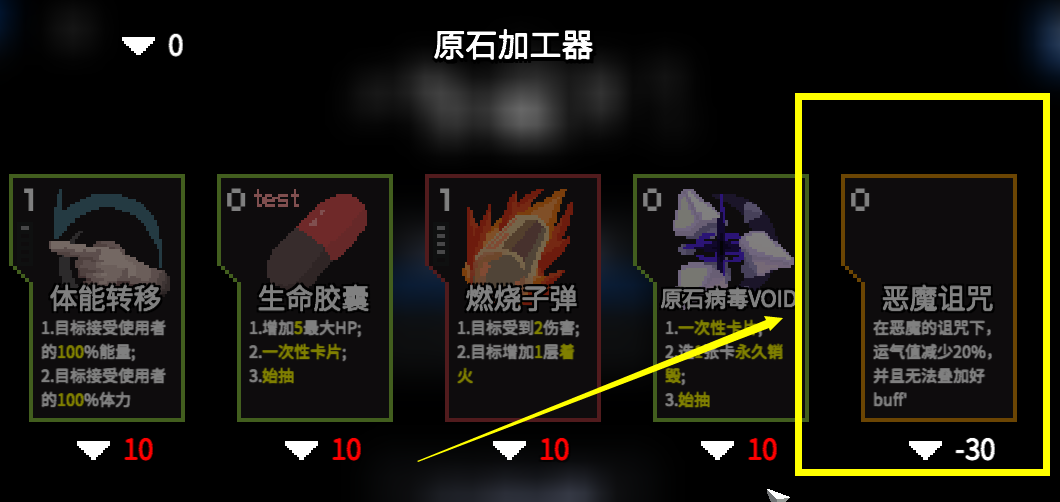 0
原石加工器
1
体能转移
1.目标接受使用者
的100%能量;
2.目标接受使用者
的100%体力
10
0 test
生命胶囊
1.增加5最大HP;
2.一次性卡片;
3.始抽
10
1
燃烧子弹
1.目标受到2伤害;
2.目标增加1层着
火
10
0
原石病毒VOID
1.一次性卡片;
2.选 张卡永久销
毁;
3.始抽
10
0
恶魔诅咒
在恶魔的诅咒下,
运气值减少20%,
并且无法叠加好
buff'
-30